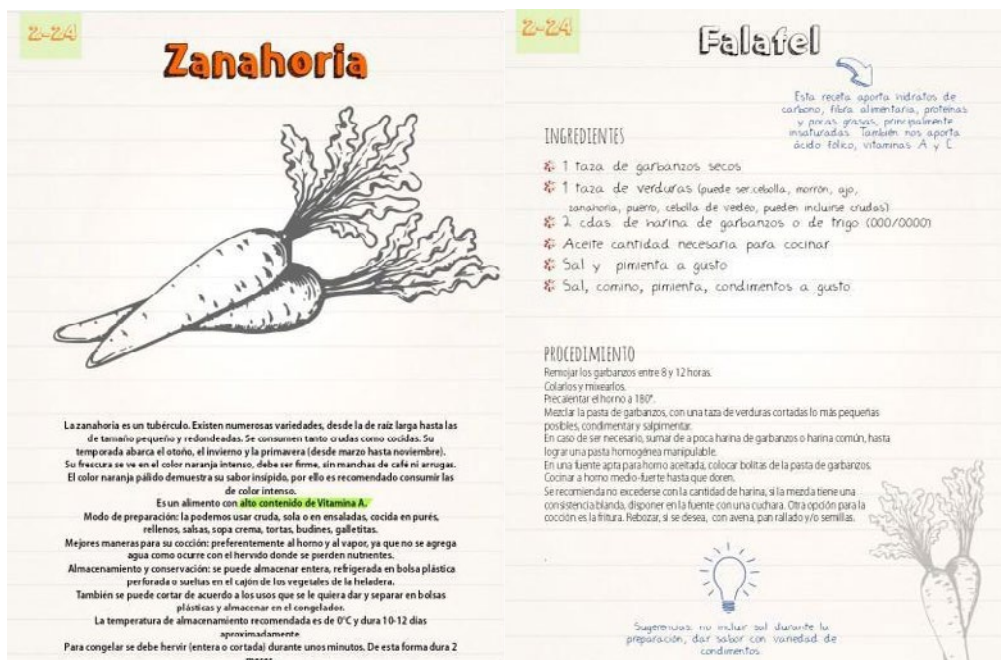 2-24
Zanahoria
La zanahoria es un tubérculo. Existen numerosas variedades, desde la de raíz larga hasta las
de tamaño pequeño y redondeadas. Se consumen tanto crudas como cocidas. Su
temporada abarca el otoño, el invierno y la primavera (desde marzo hasta noviembre).
Su frescura se ve en el color naranja intenso, debe ser firme, sin manchas de café ni arrugas.
El color naranja pálido demuestra su sabor insípido, por ello es recomendado consumir las
de color intenso.
Es un alimento con alto contenido de Vitamina A.
Modo de preparación: la podemos usar cruda, sola o en ensaladas, cocida en purés,
rellenos, salsas, sopa crema, tortas, budines, galletitas.
Mejores maneras para su cocción: preferentemente al horno y al vapor, ya que no se agrega
agua como ocurre con el hervido donde se pierden nutrientes.
Almacenamiento y conservación: se puede almacenar entera, refrigerada en bolsa plástica
perforada o sueltas en el cajón de los vegetales de la heladera.
También se puede cortar de acuerdo a los usos que se le quiera dar y separar en bolsas
plásticas y almacenar en el congelador.
La temperatura de almacenamiento recomendada es de 0°C y dura 10-12 días
aproximadamente
Para congelar se debe hervir (entera o cortada) durante unos minutos. De esta forma dura 2
2-24
Falafel
Esta receta aporta hidratos de
carbono, fibra alimentaria, proteínas
y pocas grasas, principalmente
insaturadas. También nos aporta
ácido fólico, vitaminas A y C.
INGREDIENTES
1 taza de garbanzos secos
1 taza de verduras (puede ser:cebolla, morrón, ajo,
zanahoria, puerro, cebolla de verdeo, pueden incluirse crudas)
2 cdas. de harina de garbanzos o de trigo (000/0000)
Aceite cantidad necesaria para cocinar
Sal y pimienta a gusto
Sal, comino, pimienta, condimentos a gusto
PROCEDIMIENTO
Remojar los garbanzos entre 8 y 12 horas.
Colarlos y mixearlos.
Precalentar el horno a 180°.
Mezclar la pasta de garbanzos, con una taza de verduras cortadas lo más pequeñas
posibles, condimentar y salpimentar.
En caso de ser necesario, sumar de a poca harina de garbanzos o harina común, hasta
lograr una pasta homogénea manipulable.
En una fuente apta para horno aceitada, colocar bolitas de la pasta de garbanzos.
Cocinar a horno medio-fuerte hasta que doren.
Se recomienda no excederse con la cantidad de harina, si la mezcla tiene una
consistencia blanda, disponer en la fuente con una cuchara. Otra opción para la
cocción es la fritura. Rebozar, si se desea, con avena, pan rallado y/o semillas.
Sugerencias: no incluir sal durante la
preparación, dar sabor con variedad de
condimentos.